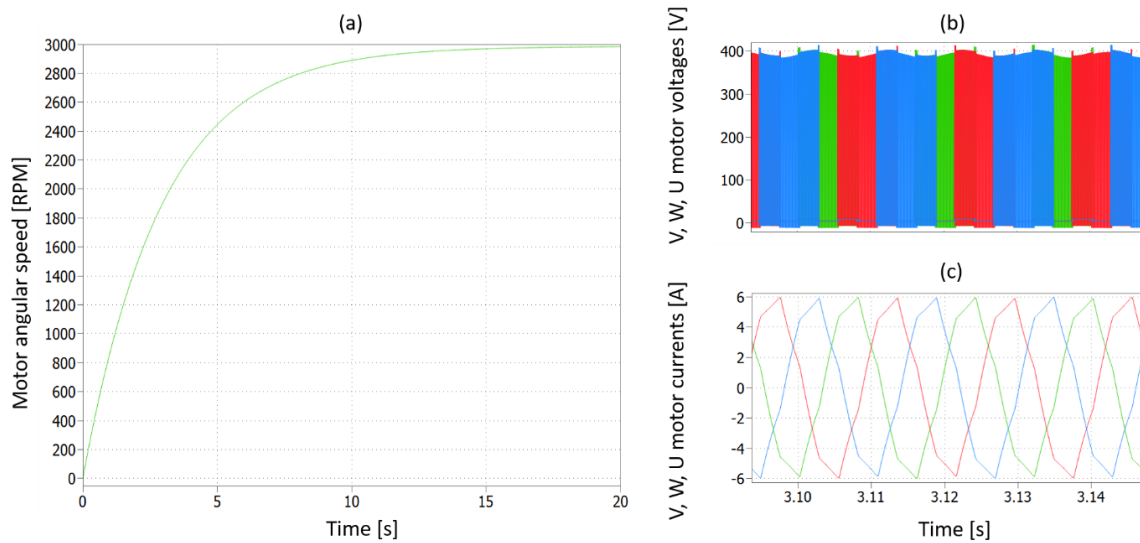 (a)
Motor angular speed [RPM]
3000
2800
2600
2400
2200
2000
1800
1600
1400
1200
1000
800
600
400
200
0
0 5 10 15 20
Time [s]
(b)
V, W, U motor voltages [V]
400
300
200
100
0
(c)
V, W, U motor currents [A]
6
4
2
0
-2
-4
-6
3.10 3.11 3.12 3.13 3.14
Time [s]